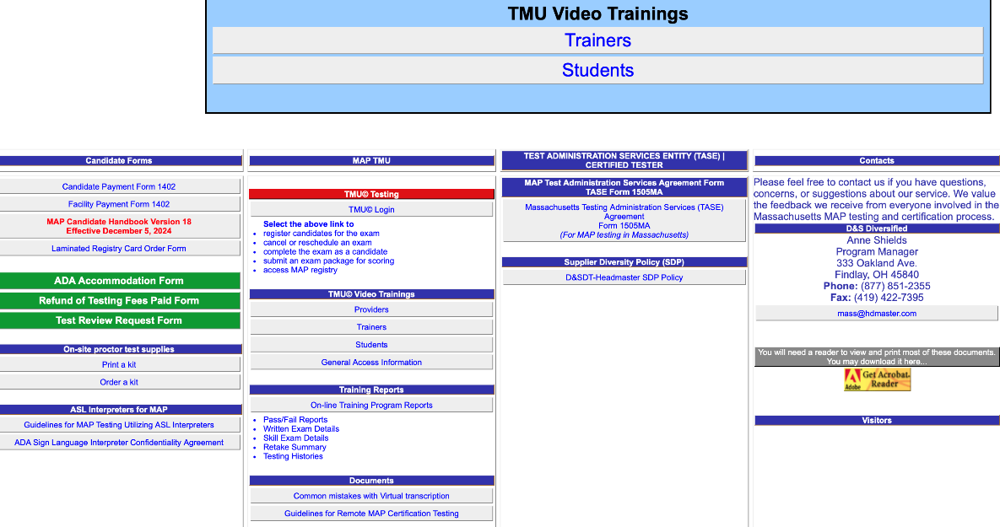 TMU Video Trainings
Trainers
Students
Candidate Forms
Candidate Payment Form 1402
Facility Payment Form 1402
MAP Candidate Handbook Version 18
Effective December 5, 2024
Laminated Registry Card Order Form
ADA Accommodation Form
Refund of Testing Fees Paid Form
Test Review Request Form
On-site proctor test supplies
Print a kit
Order a kit
ASL Interpreters for MAP
Guidelines for MAP Testing Utilizing ASL Interpreters
ADA Sign Language Interpreter Confidentiality Agreement
MAP TMU
TMU© Testing
TMU© Login
Select the above link to
• register candidates for the exam
• cancel or reschedule an exam
• complete the exam as a candidate
• submit an exam package for scoring
• access MAP registry
TMU© Video Trainings
Providers
Trainers
Students
General Access Information
Training Reports
On-line Training Program Reports
• Pass/Fail Reports
• Written Exam Details
• Skill Exam Details
• Retake Summary
• Testing Histories
Documents
Common mistakes with Virtual transcription
Guidelines for Remote MAP Certification Testing
TEST ADMINISTRATION SERVICES ENTITY (TASE) |
CERTIFIED TESTER
MAP Test Administration Services Agreement Form
TASE Form 1505MA
Massachusetts Testing Administration Services (TASE)
Agreement
Form 1505MA
(For MAP testing in Massachusetts)
Supplier Diversity Policy (SDP)
D&SDT-Headmaster SDP Policy
Contacts
Please feel free to contact us if you have questions,
concerns, or suggestions about our service. We value
the feedback we receive from everyone involved in the
Massachusetts MAP testing and certification process.
D&S Diversified
Anne Shields
Program Manager
333 Oakland Ave.
Findlay, OH 45840
Phone: (877) 851-2355
Fax: (419) 422-7395
mass@hdmaster.com
You will need a reader to view and print most of these documents.
You may download it here...
Get Acrobat
Reader
Adobe
Visitors